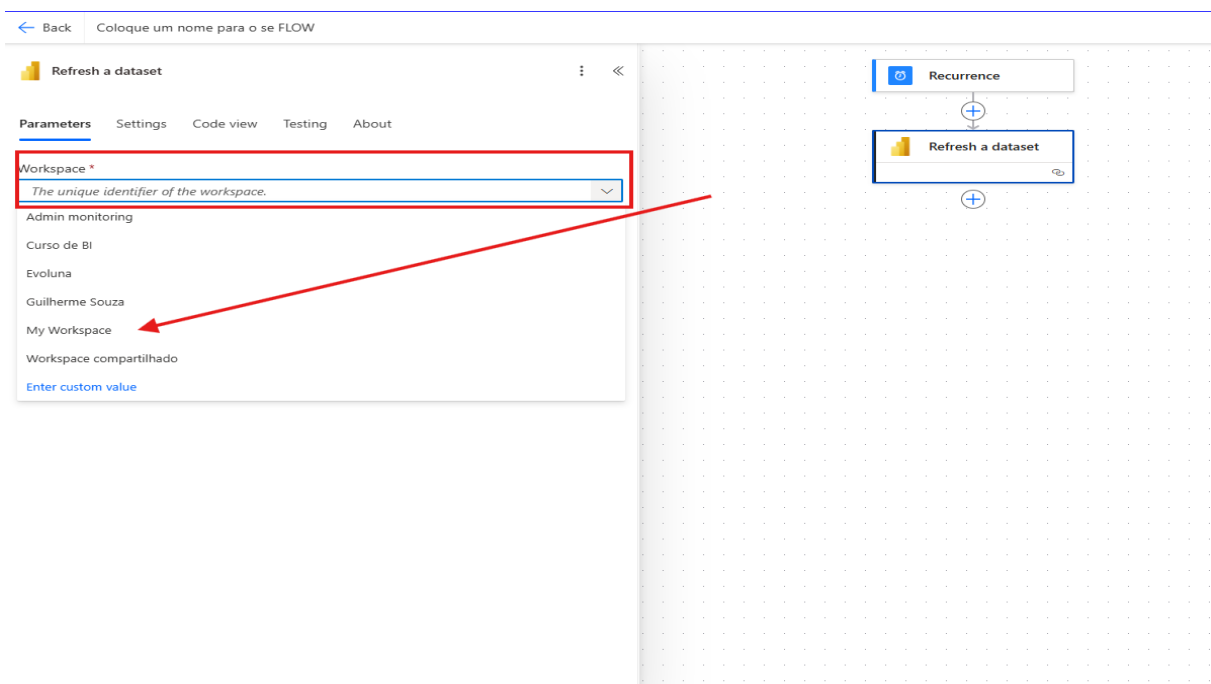 Back
Coloque um nome para o se FLOW
Refresh a dataset
Parameters Settings Code view Testing About
Workspace *
The unique identifier of the workspace.
Admin monitoring
Curso de BI
Evoluna
Guilherme Souza
My Workspace
Workspace compartilhado
Enter custom value
Recurrence
Refresh a dataset